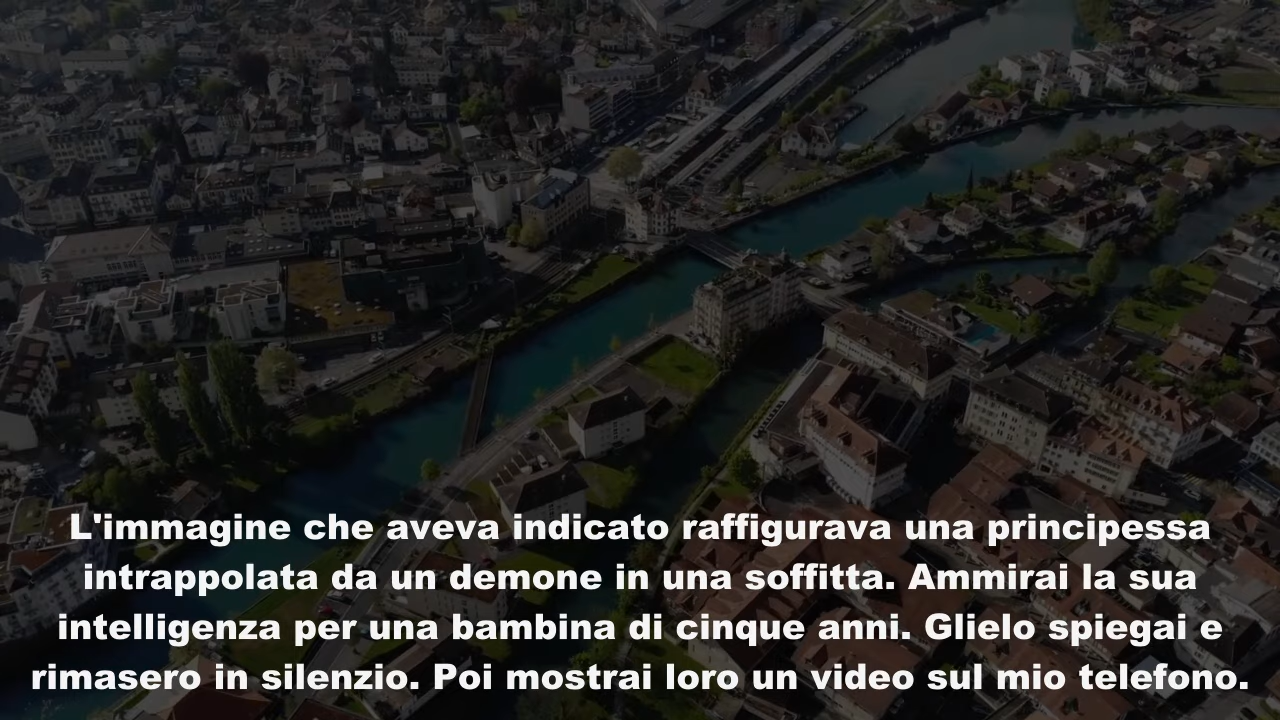 L'immagine che aveva indicato raffigurava una principessa
intrappolata da un demone in una soffitta. Ammirai la sua
intelligenza per una bambina di cinque anni. Glielo spiegai e
rimasero in silenzio. Poi mostrai loro un video sul mio telefono.